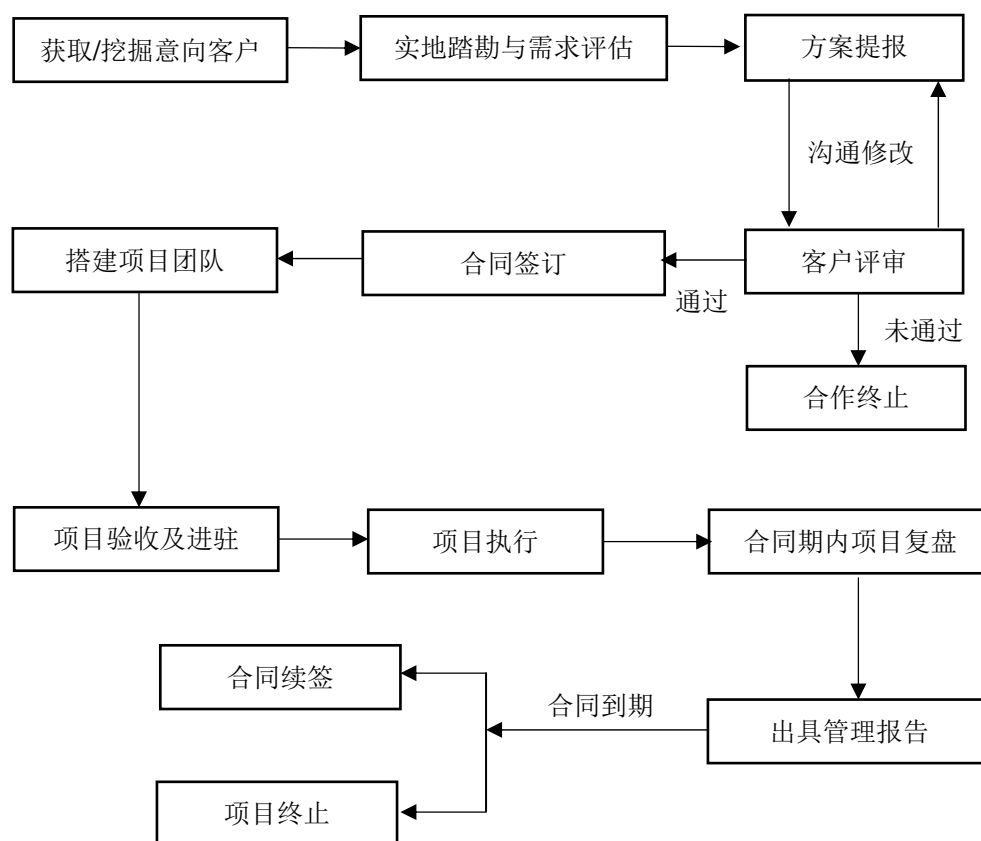 获取/挖掘意向客户
实地踏勘与需求评估
方案提报
沟通修改
搭建项目团队
合同签订
客户评审
通过
未通过
合作终止
项目验收及进驻
项目执行
合同期内项目复盘
合同续签
合同到期
出具管理报告
项目终止